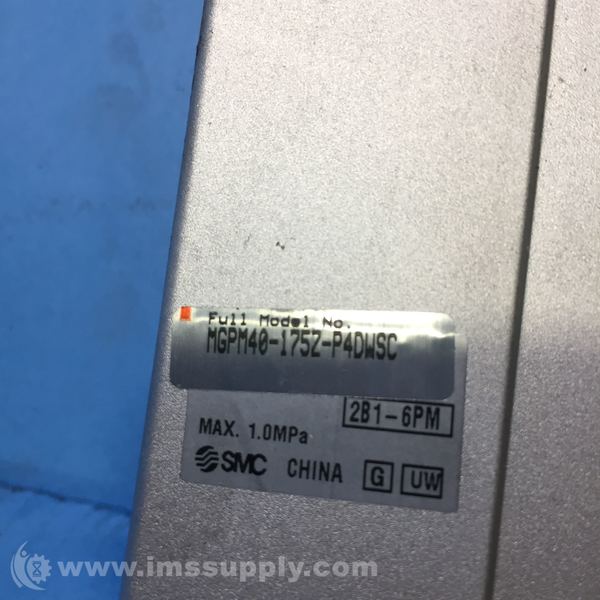 Full Model No.
MGPM40-175Z-P4DWSC
2B1-6PM
MAX. 1.0MPa
SMC CHINA G UW
www.imssupply.com